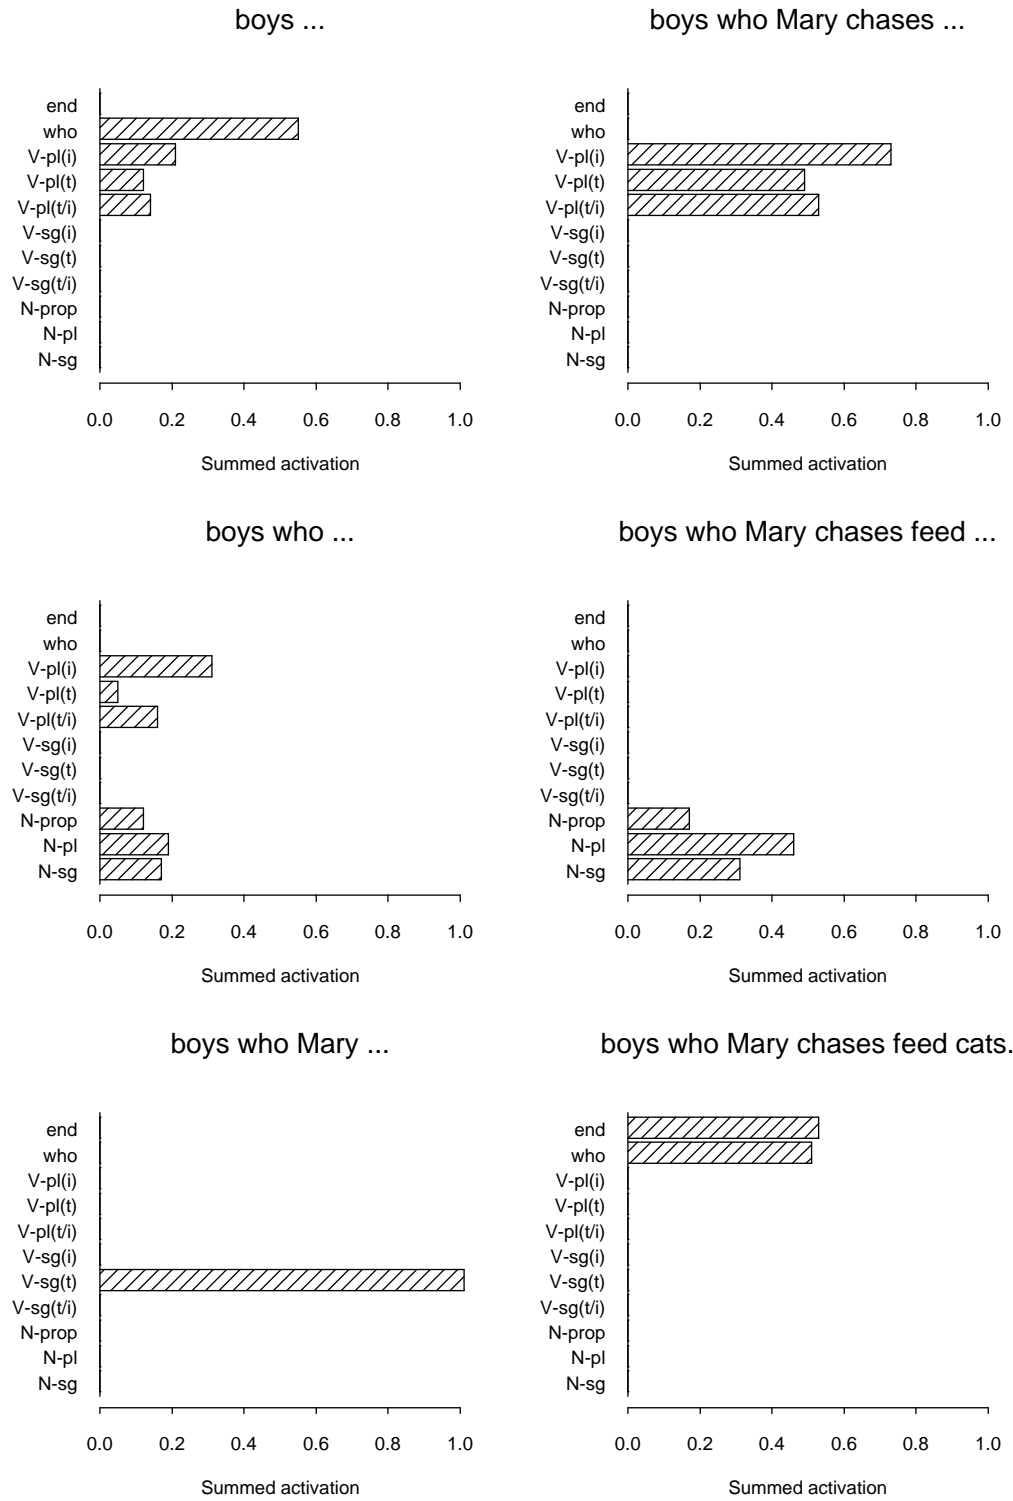 boys ...
end
who
V-pl(i)
V-pl(t)
V-pl(t/i)
V-sg(i)
V-sg(t)
V-sg(t/i)
N-prop
N-pl
N-sg
0.0 0.2 0.4 0.6 0.8 1.0
Summed activation
boys who Mary chases ...
end
who
V-pl(i)
V-pl(t)
V-pl(t/i)
V-sg(i)
V-sg(t)
V-sg(t/i)
N-prop
N-pl
N-sg
0.0 0.2 0.4 0.6 0.8 1.0
Summed activation
boys who ...
end
who
V-pl(i)
V-pl(t)
V-pl(t/i)
V-sg(i)
V-sg(t)
V-sg(t/i)
N-prop
N-pl
N-sg
0.0 0.2 0.4 0.6 0.8 1.0
Summed activation
boys who Mary chases feed ...
end
who
V-pl(i)
V-pl(t)
V-pl(t/i)
V-sg(i)
V-sg(t)
V-sg(t/i)
N-prop
N-pl
N-sg
0.0 0.2 0.4 0.6 0.8 1.0
Summed activation
boys who Mary ...
end
who
V-pl(i)
V-pl(t)
V-pl(t/i)
V-sg(i)
V-sg(t)
V-sg(t/i)
N-prop
N-pl
N-sg
0.0 0.2 0.4 0.6 0.8 1.0
Summed activation
boys who Mary chases feed cats.
end
who
V-pl(i)
V-pl(t)
V-pl(t/i)
V-sg(i)
V-sg(t)
V-sg(t/i)
N-prop
N-pl
N-sg
0.0 0.2 0.4 0.6 0.8 1.0
Summed activation